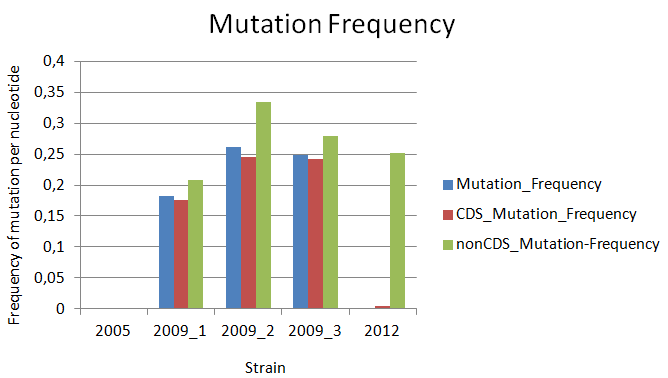 Mutation Frequency
Frequency of mutation per nucleotide
0,4
0,35
0,3
0,25
0,2
0,15
0,1
0,05
0
2005 2009_1 2009_2 2009_3 2012
Strain
Mutation_Frequency
CDS_Mutation_Frequency
nonCDS_Mutation-Frequency